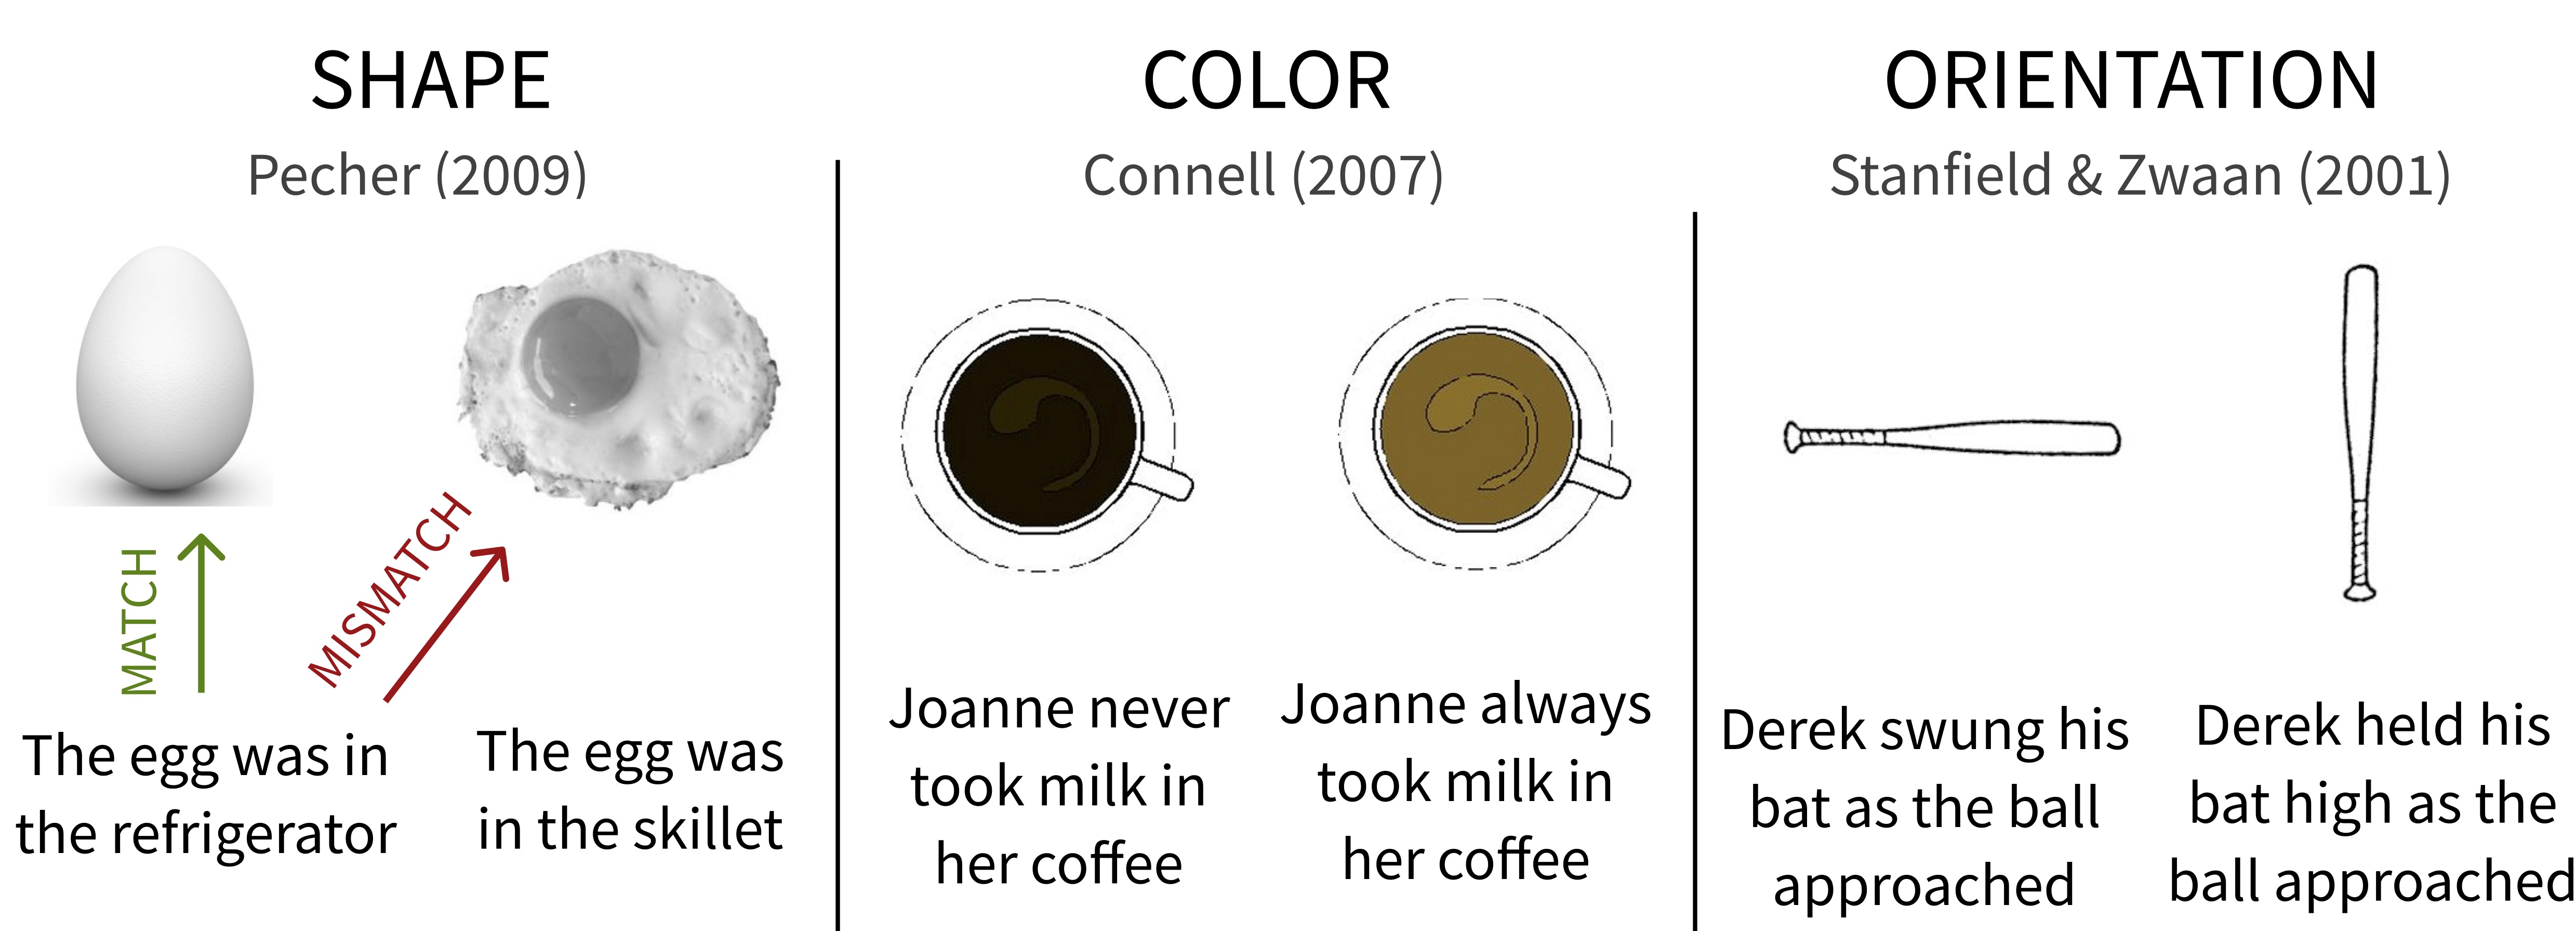 SHAPE
Pecher (2009)
MATCH
MISMATCH
The egg was in
the refrigerator
The egg was
in the skillet
COLOR
Connell (2007)
Joanne never
took milk in
her coffee
Joanne always
took milk in
her coffee
ORIENTATION
Stanfield & Zwaan (2001)
Derek swung his
bat as the ball
approached
Derek held his
bat high as the
ball approached